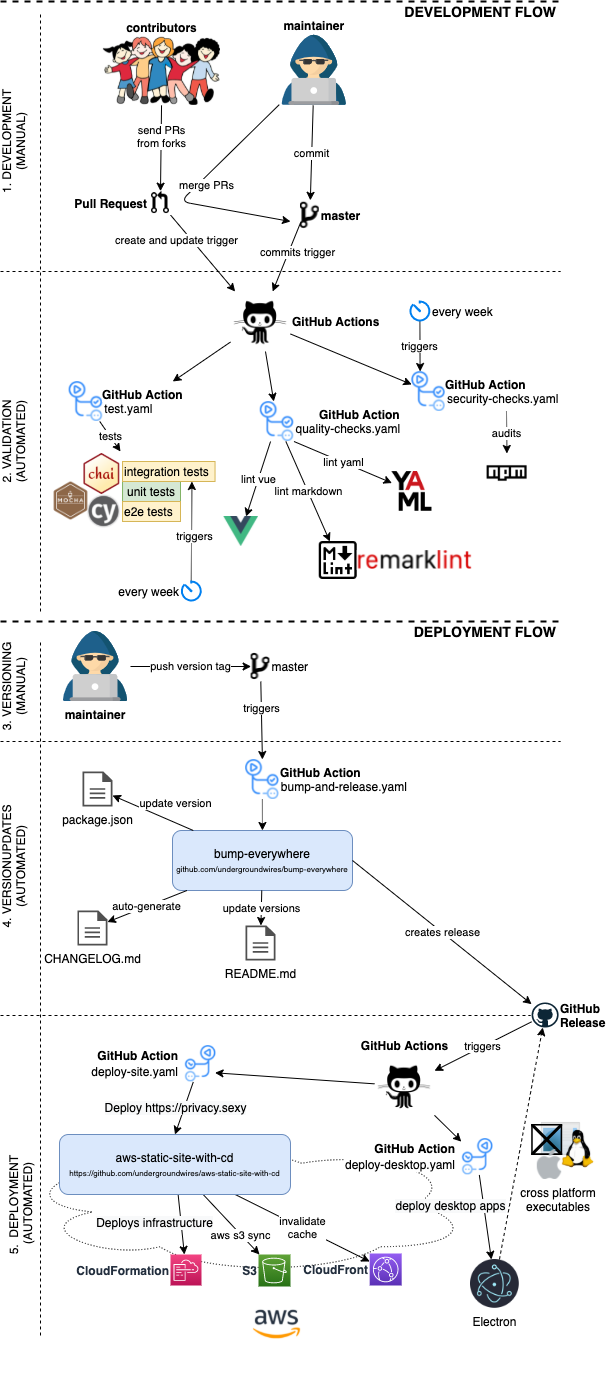 DEVELOPMENT FLOW
1. DEVELOPMENT
(MANUAL)
contributors
maintainer
send PRs
from forks
commit
merge PRs
Pull Request
master
create and update trigger
commits trigger
2. VALIDATION
(AUTOMATED)
GitHub Actions
every week
triggers
GitHub Action
test.yaml
GitHub Action
quality-checks.yaml
GitHub Action
security-checks.yaml
tests
audits
npm
chai
MOCHA
cy
integration tests
unit tests
e2e tests
triggers
every week
lint vue
lint markdown
lint yaml
YA
ML
M
Lint
remarklint
DEPLOYMENT FLOW
3. VERSIONING
(MANUAL)
maintainer
push version tag
master
triggers
4. VERSIONUPDATES
(AUTOMATED)
GitHub Action
bump-and-release.yaml
package.json
update version
bump-everywhere
github.com/undergroundwires/bump-everywhere
auto-generate
update versions
CHANGELOG.md
README.md
creates release
GitHub
Release
5. DEPLOYMENT
(AUTOMATED)
triggers
GitHub Actions
GitHub Action
deploy-site.yaml
Deploy https://privacy.sexy
aws-static-site-with-cd
https://github.com/undergroundwires/aws-static-site-with-cd
GitHub Action
deploy-desktop.yaml
cross platform
executables
deploy desktop apps
Deploys infrastructure
aws s3 sync
invalidate
cache
CloudFormation
S3
CloudFront
aws
Electron